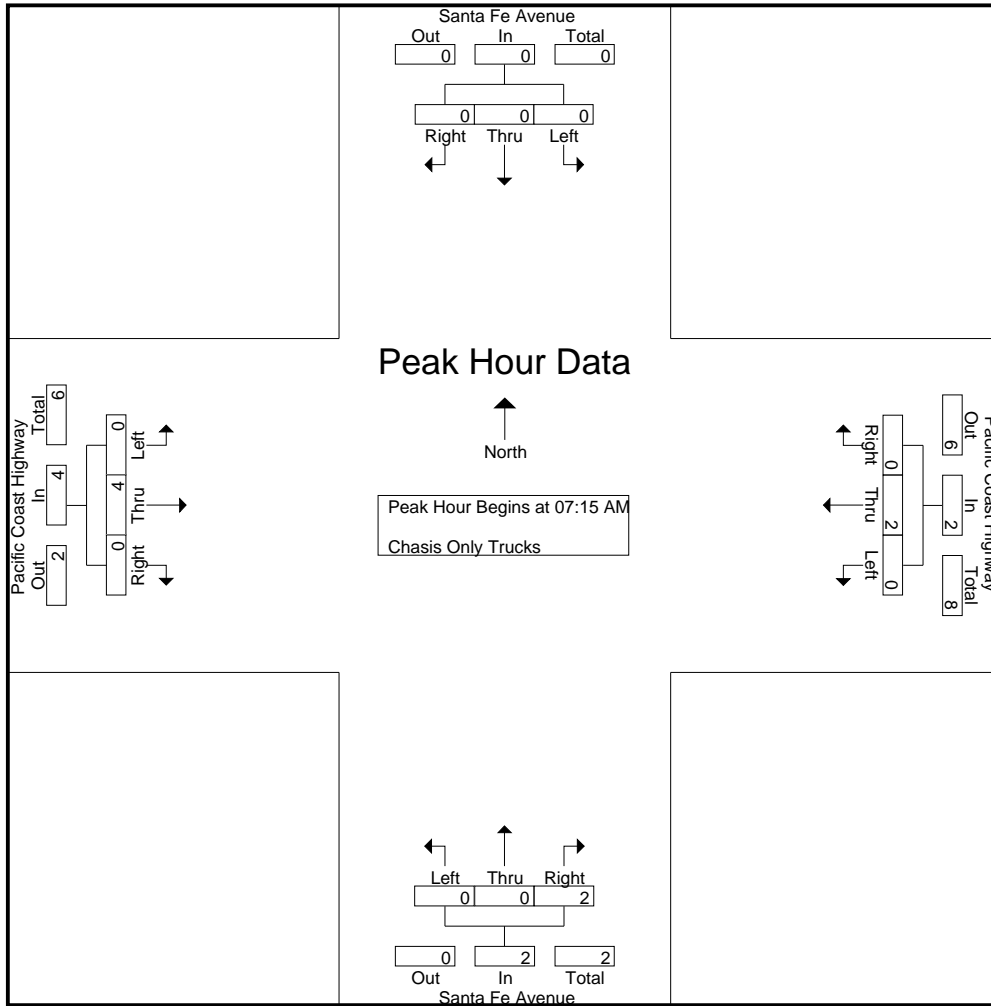 Santa Fe Avenue
Out In Total
0 0 0
0 0 0
Right Thru Left
Peak Hour Data
North
Peak Hour Begins at 07:15 AM
Chasis Only Trucks
Pacific Coast Highway
Total In Out
6 4 2
0 4 0
Left Thru Right
Pacific Coast Highway
Out In Total
6 2 8
0 2 0
Right Thru Left
Left Thru Right
0 0 2
0 2 2
Out In Total
Santa Fe Avenue